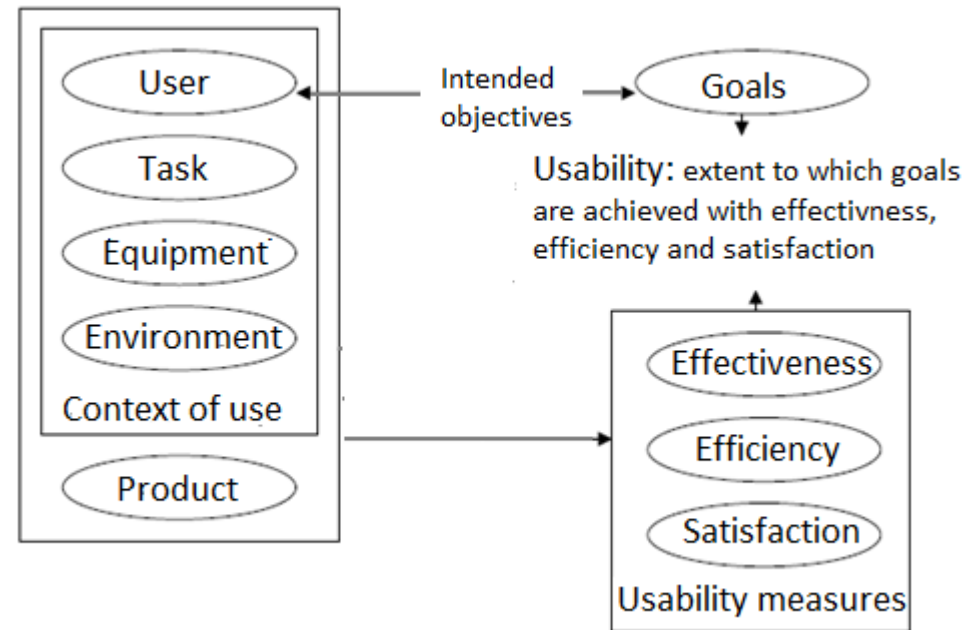 User
Task
Equipment
Environment
Context of use
Product
Intended
objectives
Goals
Usability: extent to which goals
are achieved with effectivness,
efficiency and satisfaction
Effectiveness
Efficiency
Satisfaction
Usability measures